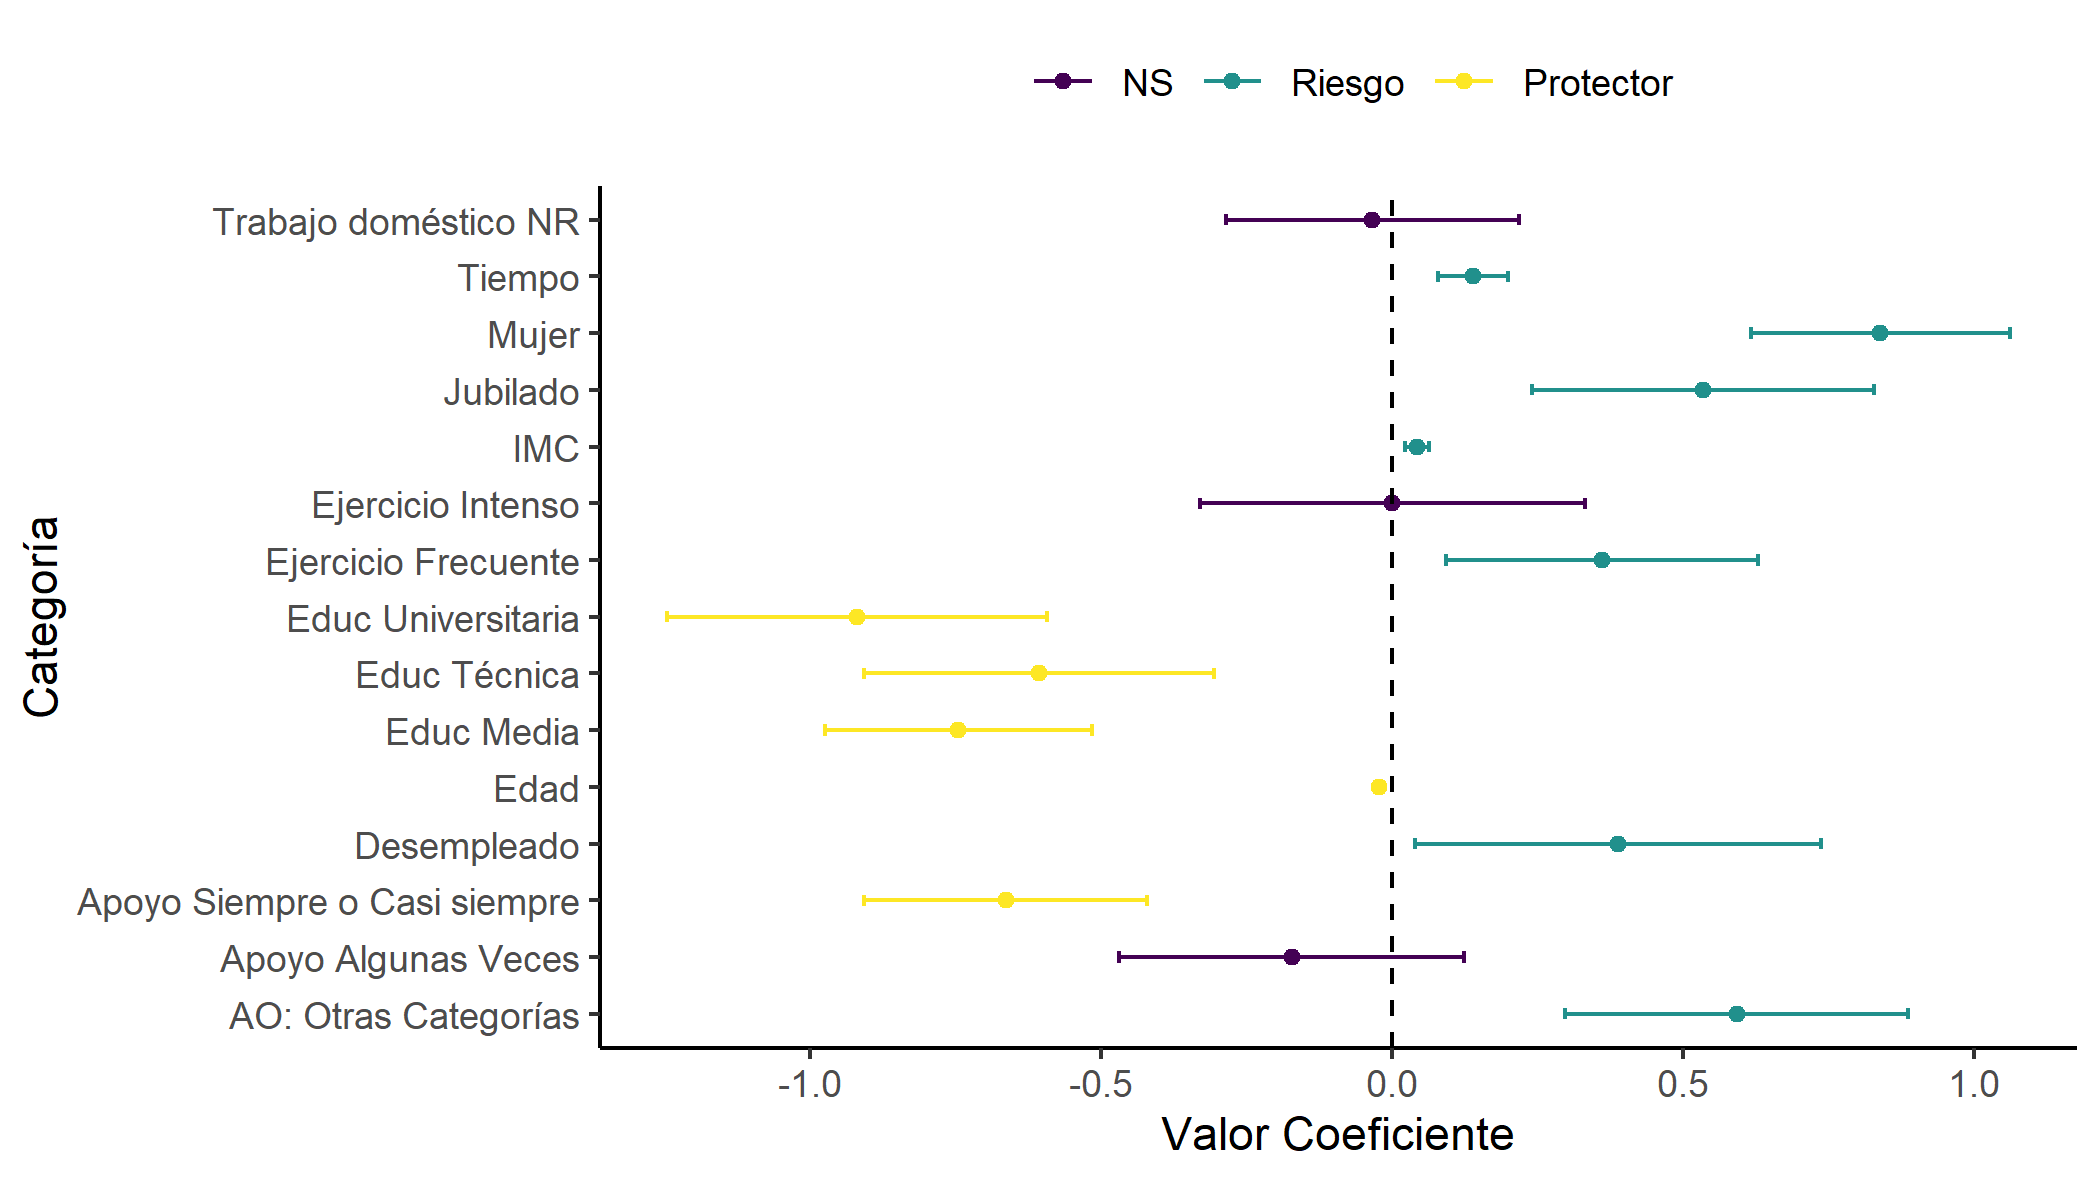 NS Riesgo Protector
Trabajo doméstico NR
Tiempo
Mujer
Jubilado
IMC
Ejercicio Intenso
Ejercicio Frecuente
Educ Universitaria
Educ Técnica
Educ Media
Edad
Desempleado
Apoyo Siempre o Casi siempre
Apoyo Algunas Veces
AO: Otras Categorías
Categoría
-1.0 -0.5 0.0 0.5 1.0
Valor Coeficiente